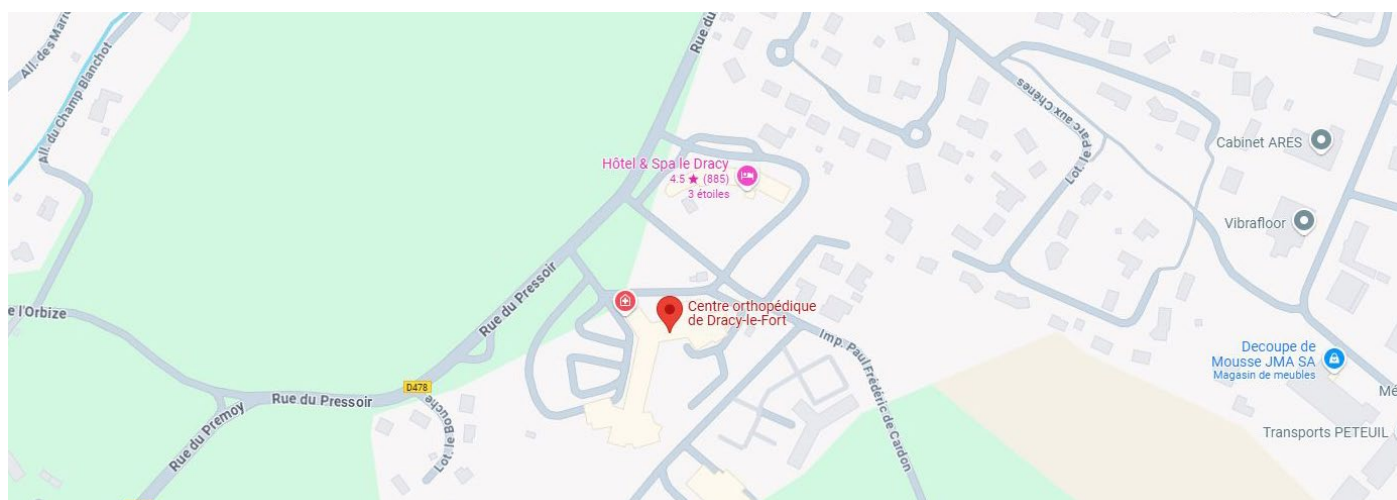 All. des Mari
All. du Champ Blanchot
Rue du
Hôtel & Spa le Dracy
4.5 ★ (885)
3 étoiles
Lot. le Parc aux Chênes
Cabinet ARES
Vibrafloor
e l'Orbize
Rue du Pressoir
Centre orthopédique
de Dracy-le-Fort
Imp. Paul Frédéric de Cardon
Decoupe de
Mousse JMA SA
Magasin de meubles
D478
Rue du Pressoir
Lot. le Bouche
Rue du Premoy
Mé
Transports PETEUIL